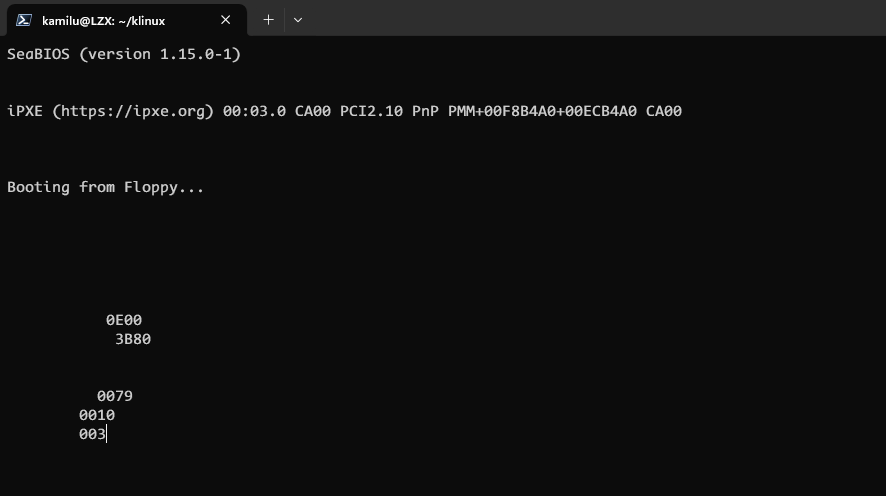 kamilu@LZX: ~/klinux
SeaBIOS (version 1.15.0-1)
iPXE (https://ipxe.org) 00:03.0 CA00 PCI2.10 PnP PMM+00F8B4A0+00ECB4A0 CA00
Booting from Floppy...
0E00
3B80
0079
0010
003